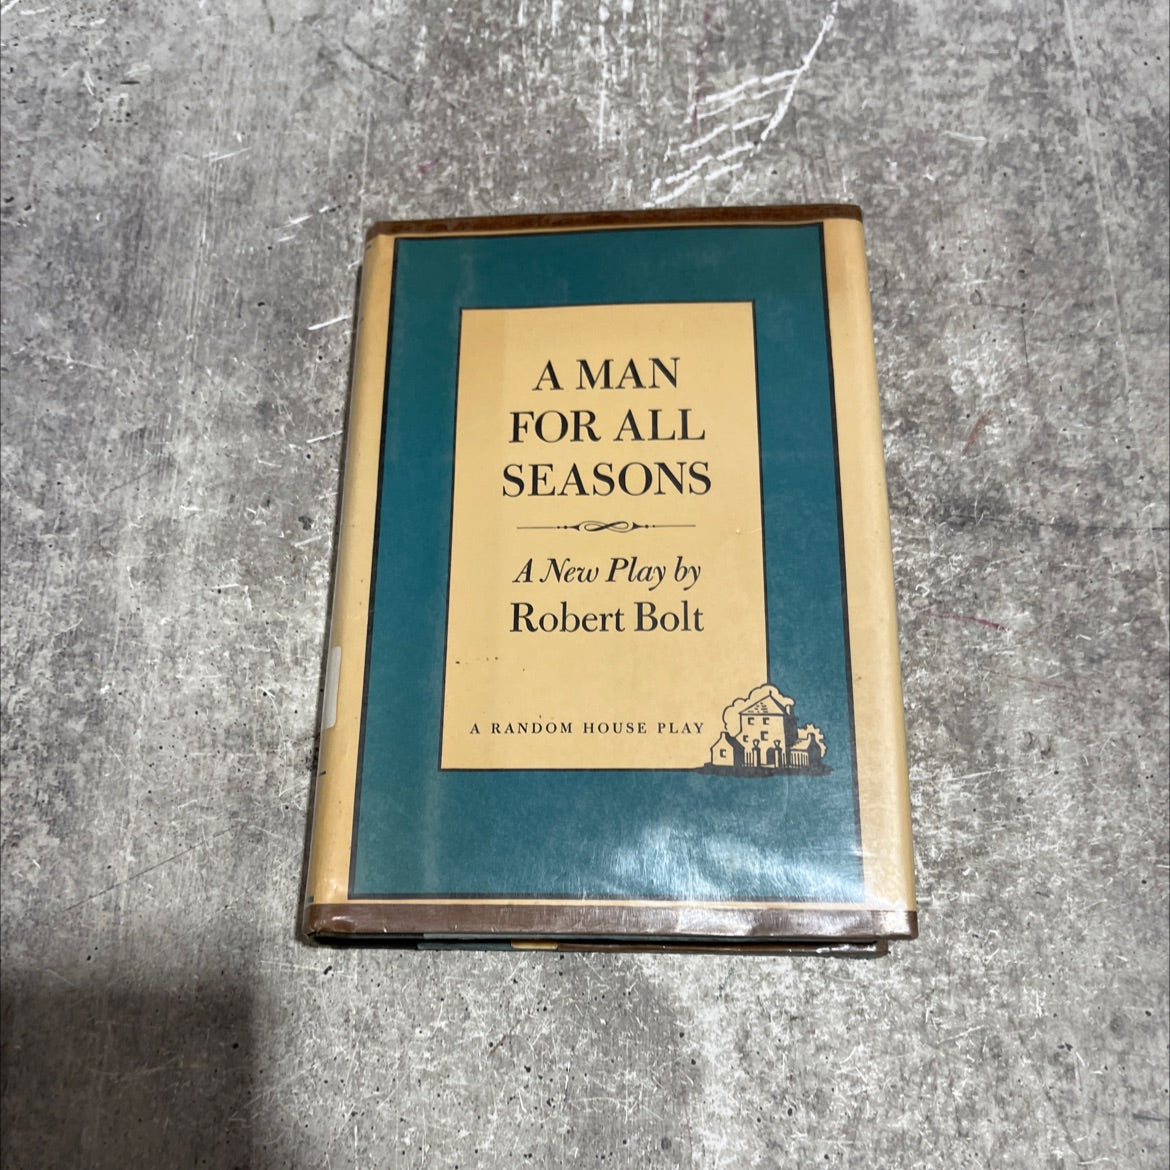 A MAN
FOR ALL
SEASONS
A New Play by
Robert Bolt
A RANDOM HOUSE PLAY